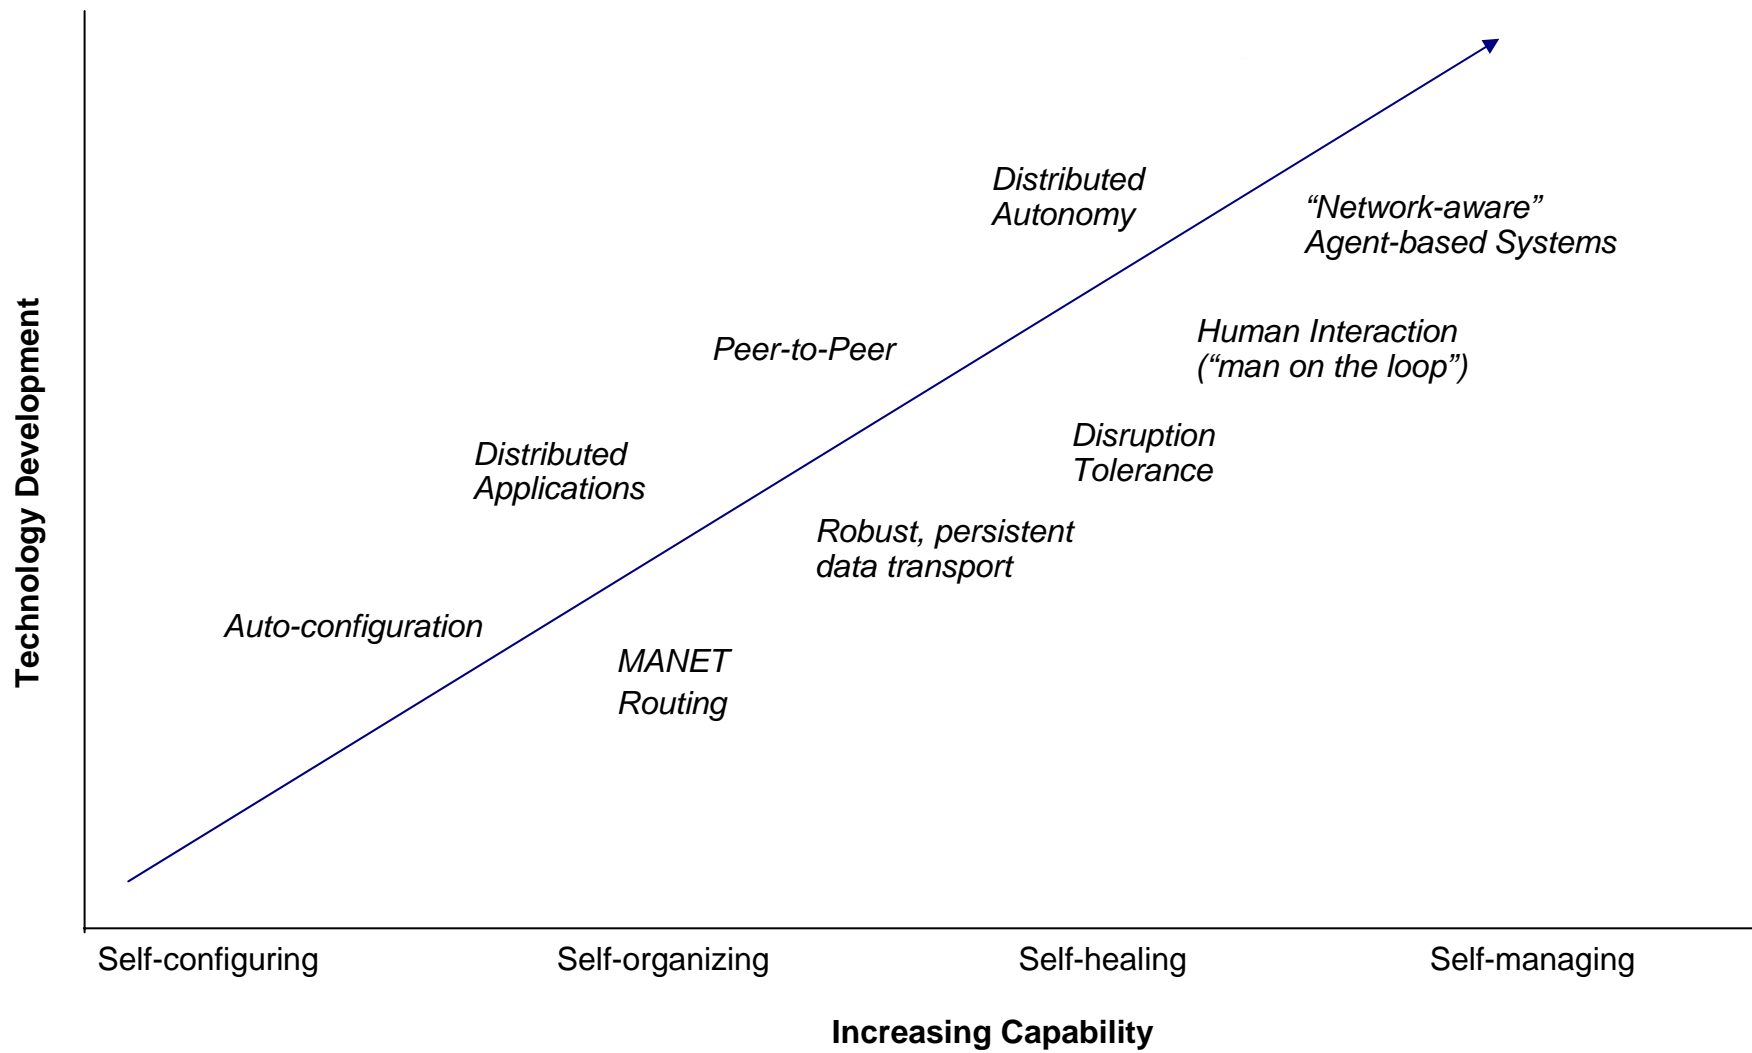 Distributed
Autonomy
“Network-aware”
Agent-based Systems
Peer-to-Peer
Human Interaction
(“man on the loop”)
Distributed
Applications
Disruption
Tolerance
Robust, persistent
data transport
Auto-configuration
MANET
Routing
Technology Development
Self-configuring
Self-organizing
Self-healing
Self-managing
Increasing Capability